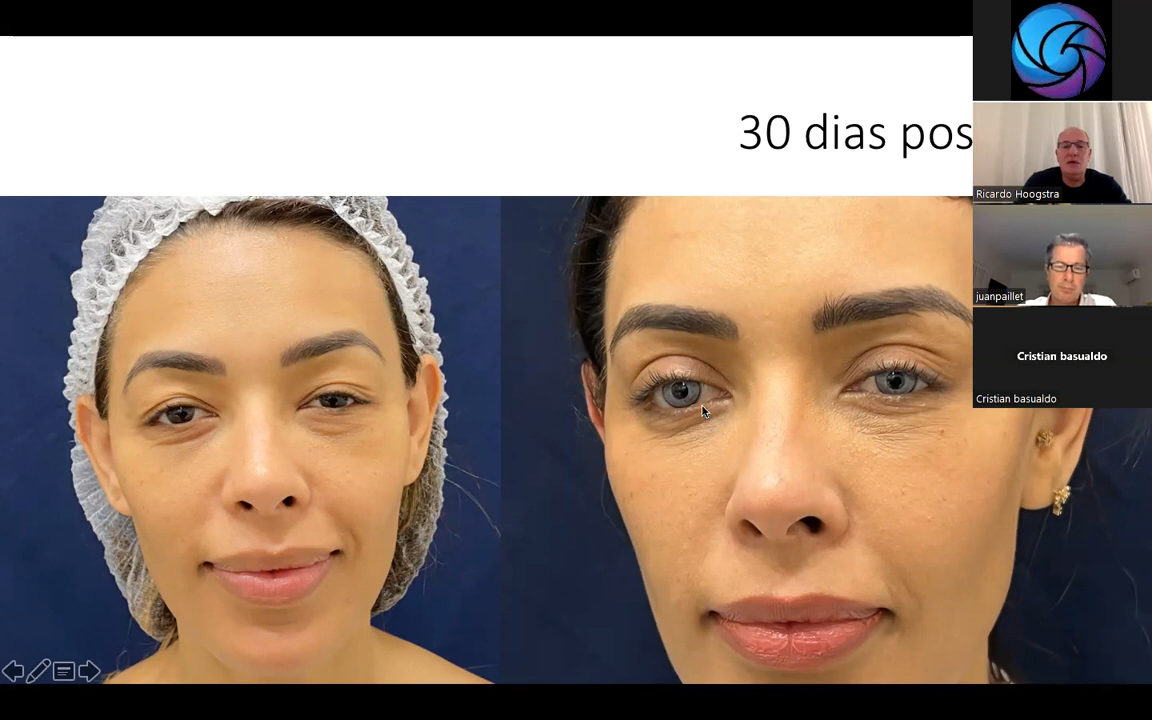 30 dias pos
Ricardo Hoogstra
juanpaillet
Cristian basualdo
Cristian basualdo